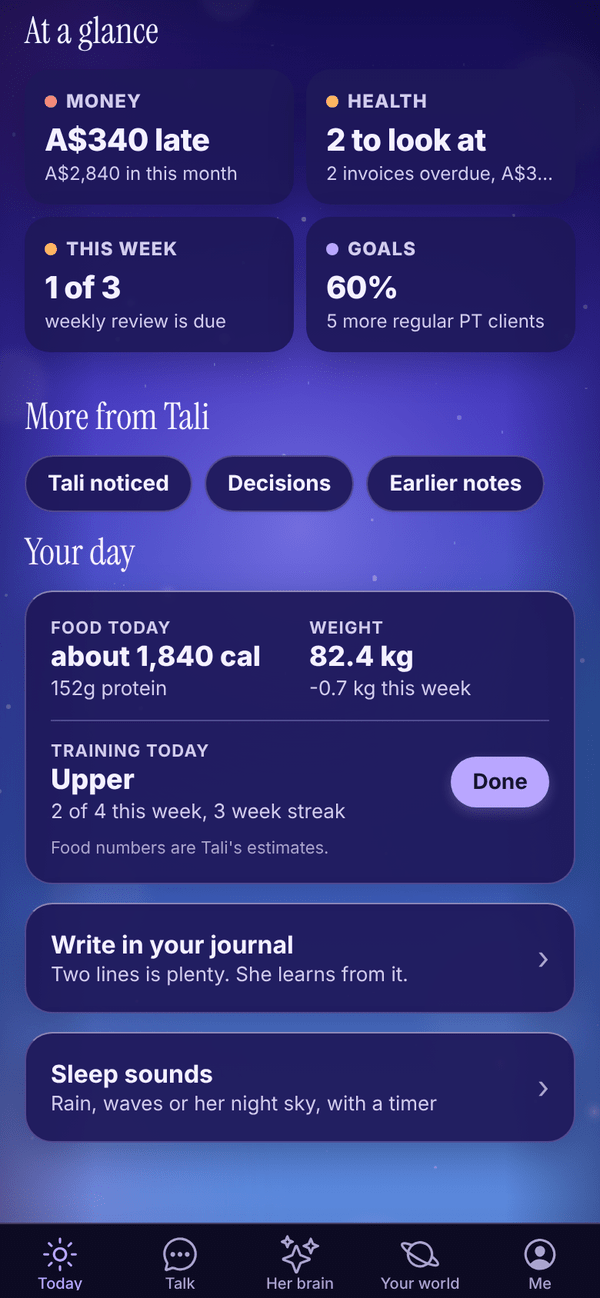 At a glance
MONEY
A$340 late
A$2,840 in this month
HEALTH
2 to look at
2 invoices overdue, A$3...
THIS WEEK
1 of 3
weekly review is due
GOALS
60%
5 more regular PT clients
More from Tali
Tali noticed
Decisions
Earlier notes
Your day
FOOD TODAY
about 1,840 cal
152g protein
WEIGHT
82.4 kg
-0.7 kg this week
TRAINING TODAY
Upper
2 of 4 this week, 3 week streak
Done
Food numbers are Tali's estimates.
Write in your journal
Two lines is plenty. She learns from it.
Sleep sounds
Rain, waves or her night sky, with a timer
Today
Talk
Her brain
Your world
Me